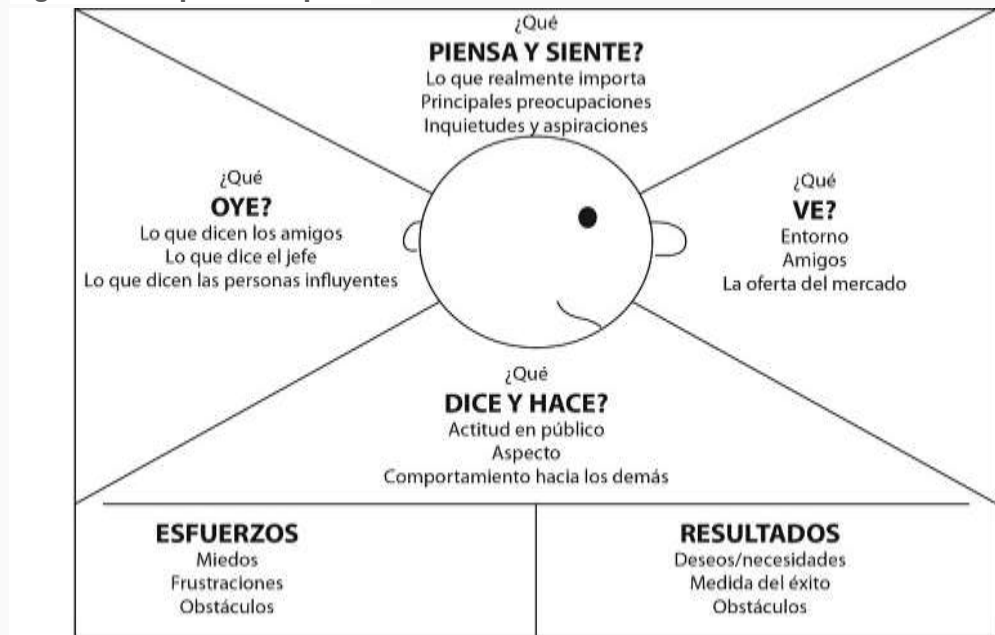 ¿Qué
PIENSA Y SIENTE?
Lo que realmente importa
Principales preocupaciones
Inquietudes y aspiraciones
¿Qué
OYE?
Lo que dicen los amigos
Lo que dice el jefe
Lo que dicen las personas influyentes
¿Qué
VE?
Entorno
Amigos
La oferta del mercado
¿Qué
DICE Y HACE?
Actitud en público
Aspecto
Comportamiento hacia los demás
ESFUERZOS
Miedos
Frustraciones
Obstáculos
RESULTADOS
Deseos/necesidades
Medida del éxito
Obstáculos